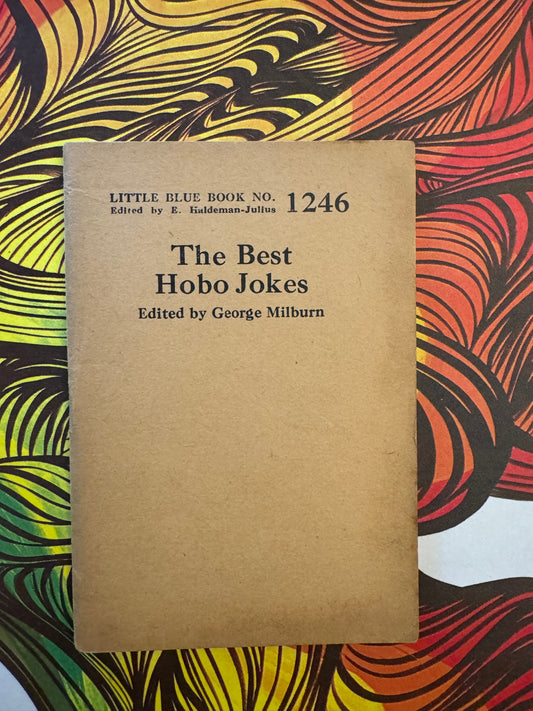 LITTLE BLUE BOOK NO. 1246
Edited by E. Haldeman-Julius
The Best
Hobo Jokes
Edited by George Milburn